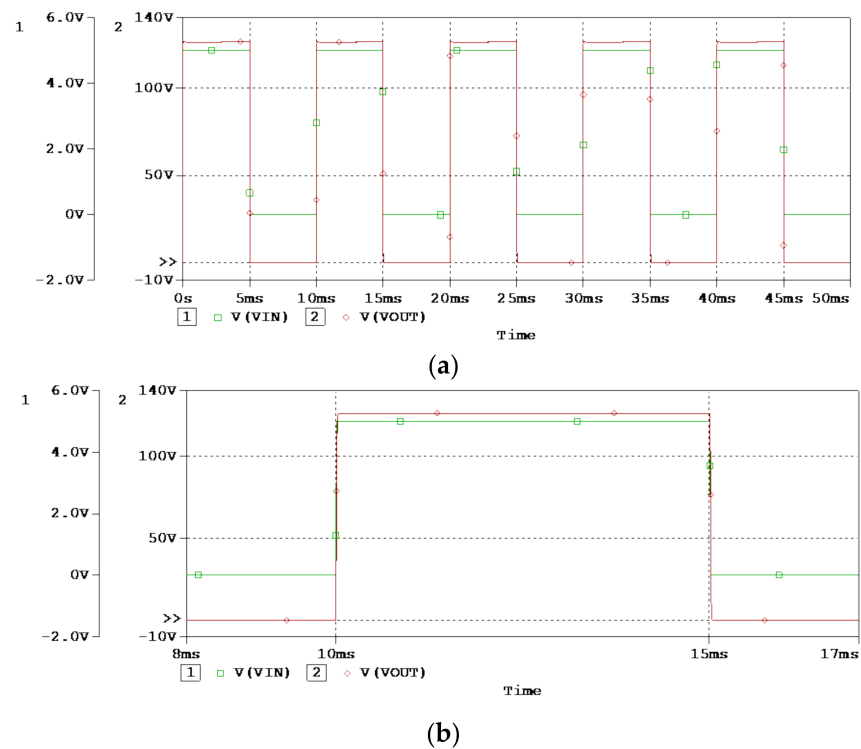 1 2
6.0V 140V
4.0V 100V
2.0V 50V
0V
>>
-2.0V -10V
0s 5ms 10ms 15ms 20ms 25ms 30ms 35ms 40ms 45ms 50ms
1 V(VIN) 2 V(VOUT)
Time
(a)
1 2
6.0V 140V
4.0V 100V
2.0V 50V
0V
>>
-2.0V -10V
8ms 10ms 15ms 17ms
1 V(VIN) 2 V(VOUT)
Time
(b)